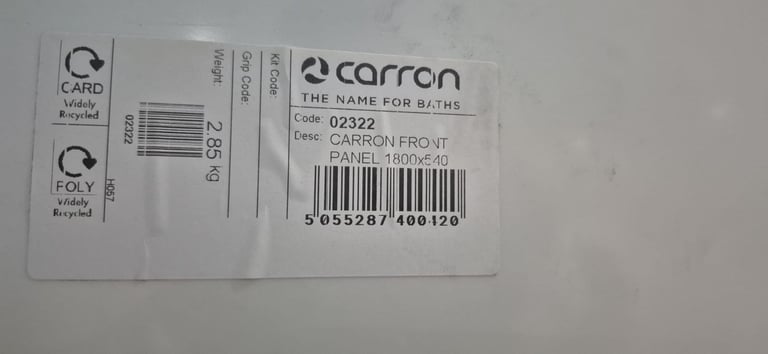 CARD
Widely
Recycled
POLY
Widely
Recycled
H057
02322
Weight:
2.85 kg
Grip Code:
Kit Code:
carron
THE NAME FOR BATHS
Code: 02322
Desc: CARRON FRONT
PANEL 1800x540
5 055287 400420